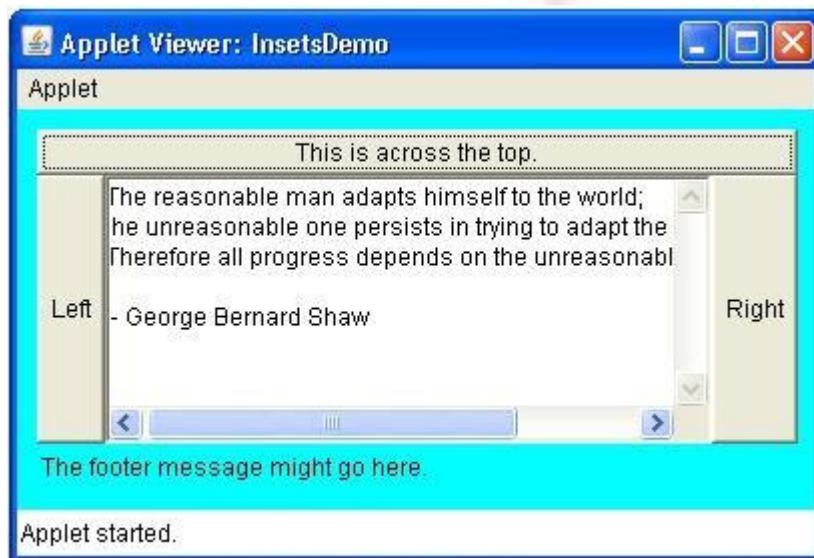 Applet Viewer: InsetsDemo
Applet
This is across the top.
The reasonable man adapts himself to the world;
he unreasonable one persists in trying to adapt the
Therefore all progress depends on the unreasonabl
Left
- George Bernard Shaw
Right
The footer message might go here.
Applet started.